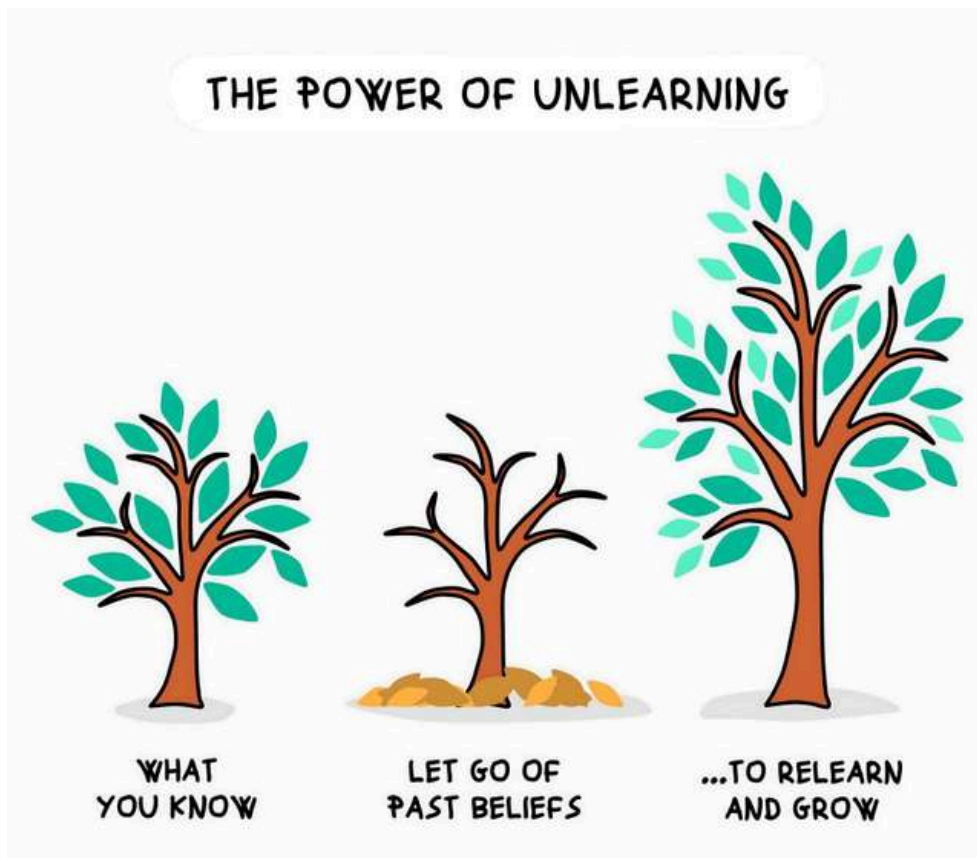 THE POWER OF UNLEARNING
WHAT
YOU KNOW
LET GO OF
PAST BELIEFS
...TO RELEARN
AND GROW